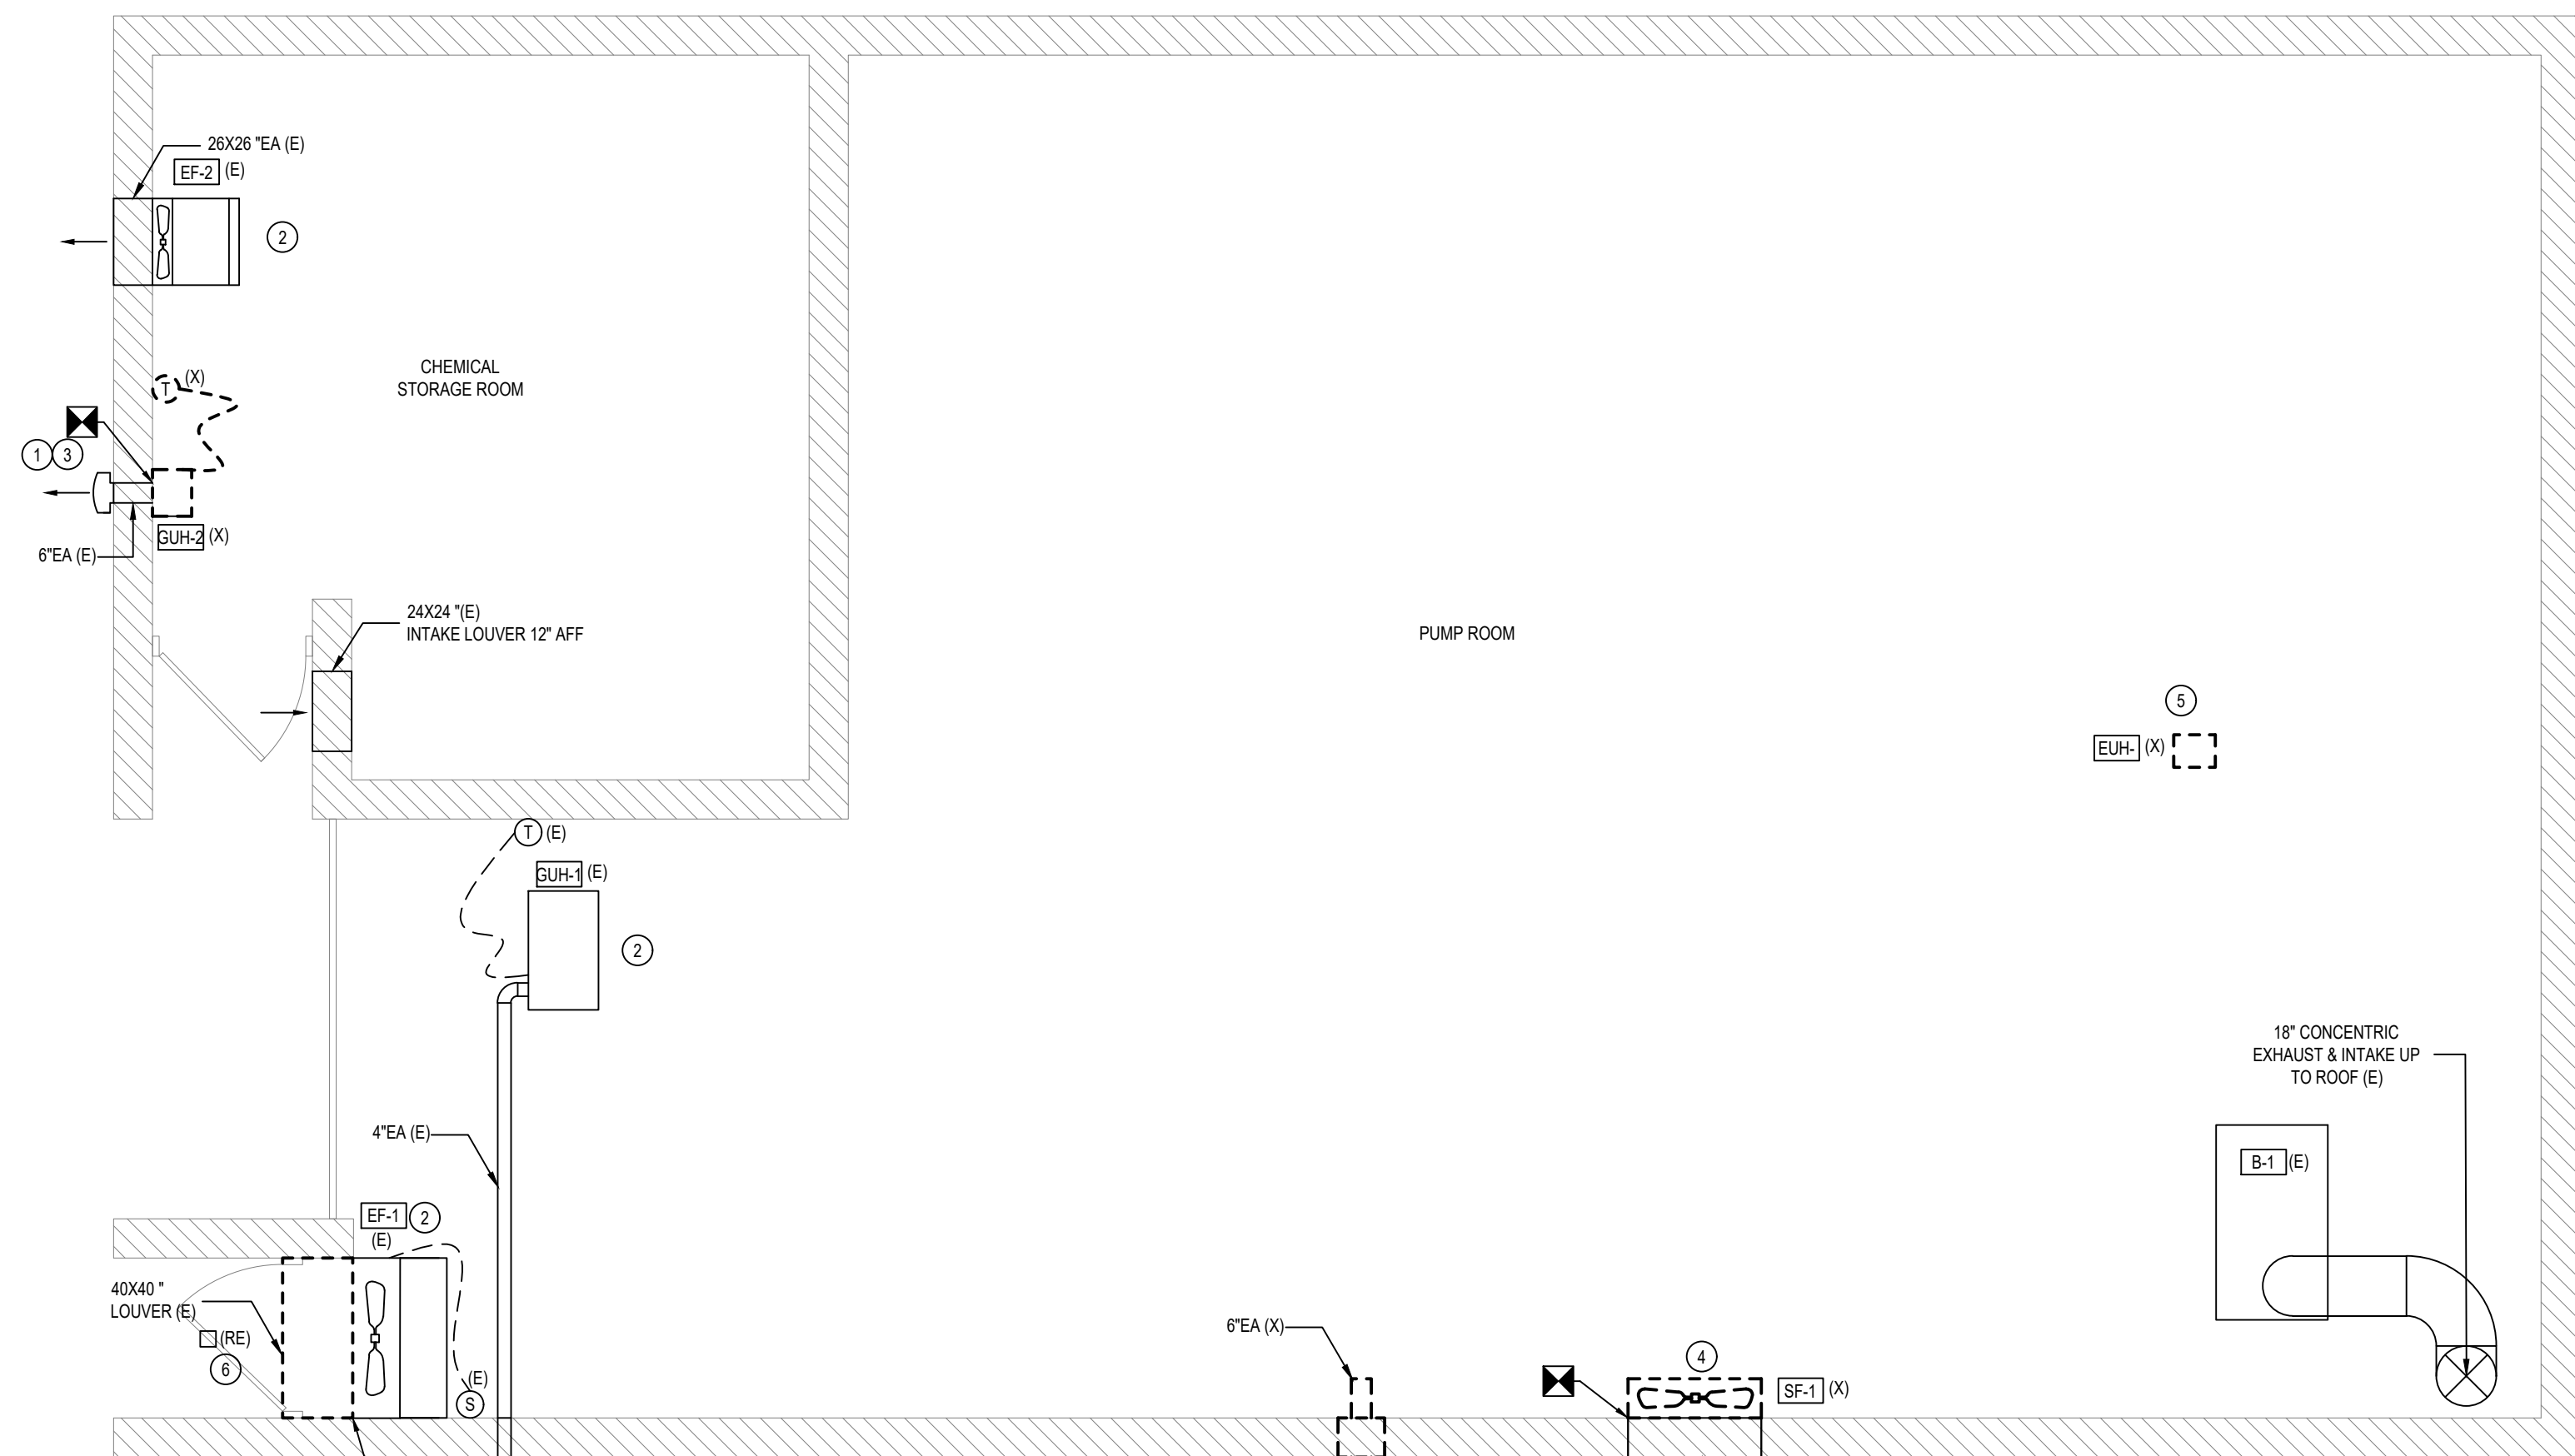 26X26 "EA (E)
EF-2 (E)
2
CHEMICAL
STORAGE ROOM
T (X)
1 3
GUH-2 (X)
6"EA (E)
24X24 "(E)
INTAKE LOUVER 12" AFF
PUMP ROOM
5
EUH- (X)
T (E)
GUH-1 (E)
2
18" CONCENTRIC
EXHAUST & INTAKE UP
TO ROOF (E)
4"EA (E)
B-1 (E)
EF-1 2
(E)
40X40 "
LOUVER (E)
(RE)
6
(E)
S
6"EA (X)
4
SF-1 (X)